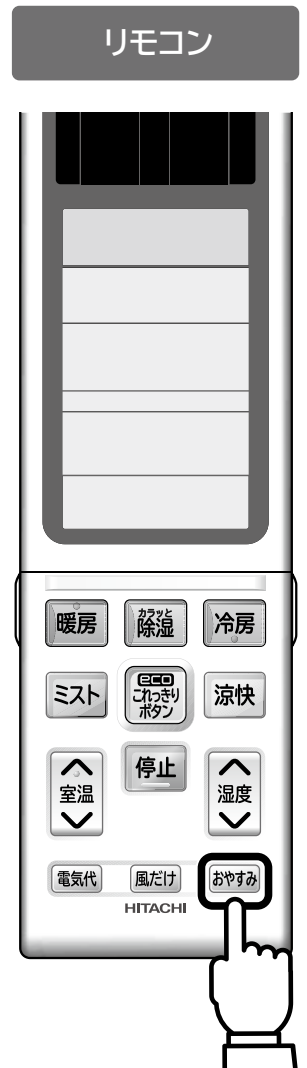 リモコン
暖房 カラッと除湿 冷房
ミスト eco これっきりボタン 涼快
室温 停止 湿度
電気代 風だけ おやすみ
HITACHI